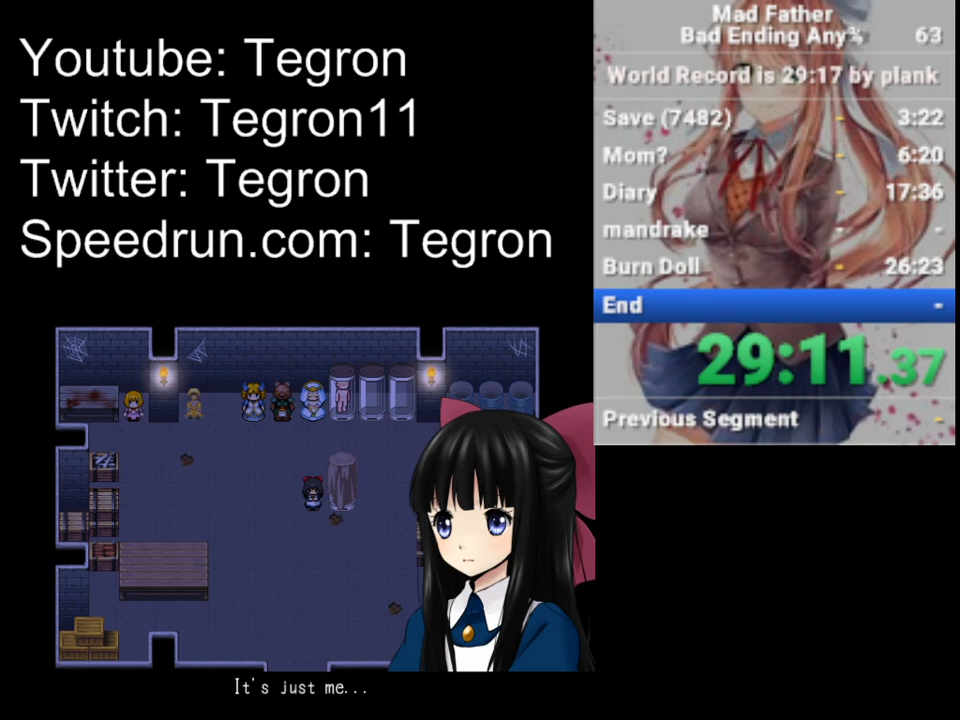 Youtube: Tegron
Twitch: Tegron11
Twitter: Tegron
Speedrun.com: Tegron
Mad Father
Bad Ending Any% 63
World Record is 29:17 by plank
Save (7482) - 3:22
Mom? - 6:20
Diary - 17:36
mandrake - -
Burn Doll - 26:23
End -
29:11.37
Previous Segment -
It's just me...